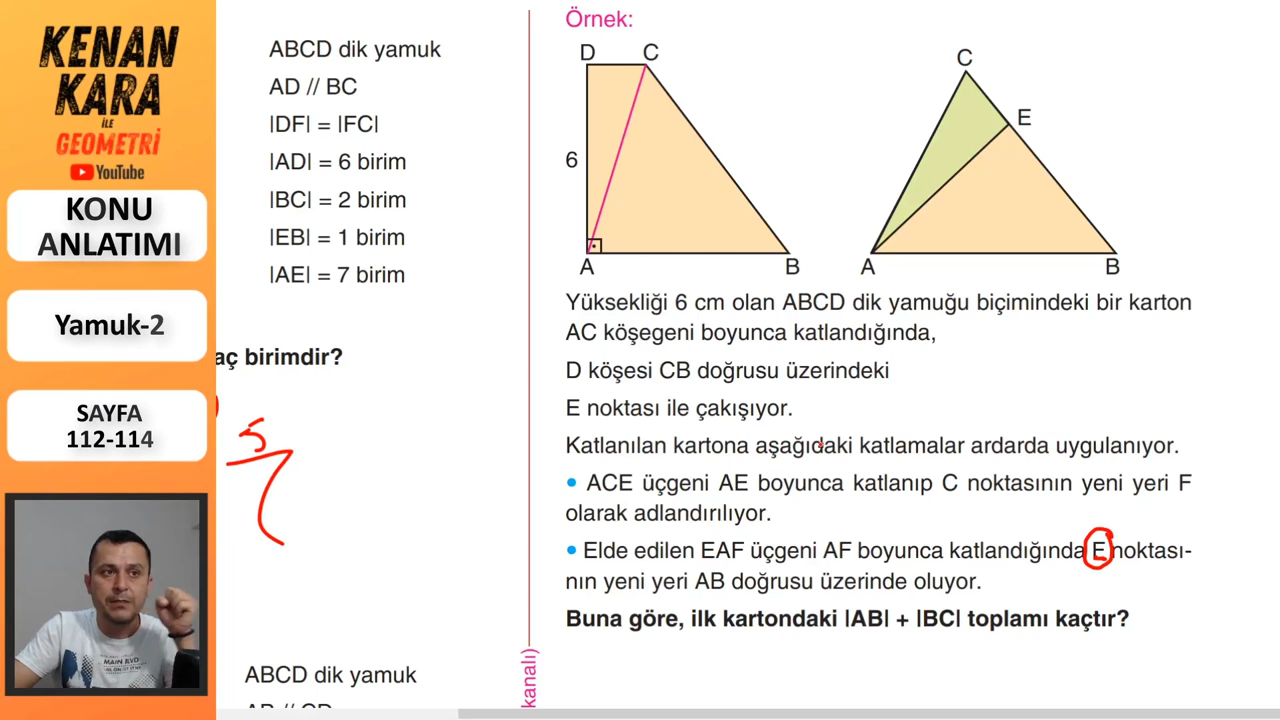 KENAN
KARA
İLE
GEOMETRİ
YouTube
KONU
ANLATIMI
Yamuk-2
SAYFA
112-114
MAIN BVD
ABCD dik yamuk
AD // BC
|DF| = |FC|
|AD| = 6 birim
|BC| = 2 birim
|EB| = 1 birim
|AE| = 7 birim
aç birimdir?
5
ABCD dik yamuk
kanalı)
Örnek:
D C
6
A B
C
E
A B
Yüksekliği 6 cm olan ABCD dik yamuğu biçimindeki bir karton
AC köşegeni boyunca katlandığında,
D köşesi CB doğrusu üzerindeki
E noktası ile çakışıyor.
Katlanılan kartona aşağıdaki katlamalar ardarda uygulanıyor.
• ACE üçgeni AE boyunca katlanıp C noktasının yeni yeri F
olarak adlandırılıyor.
• Elde edilen EAF üçgeni AF boyunca katlandığında E noktası-
nın yeni yeri AB doğrusu üzerinde oluyor.
Buna göre, ilk kartondaki |AB| + |BC| toplamı kaçtır?